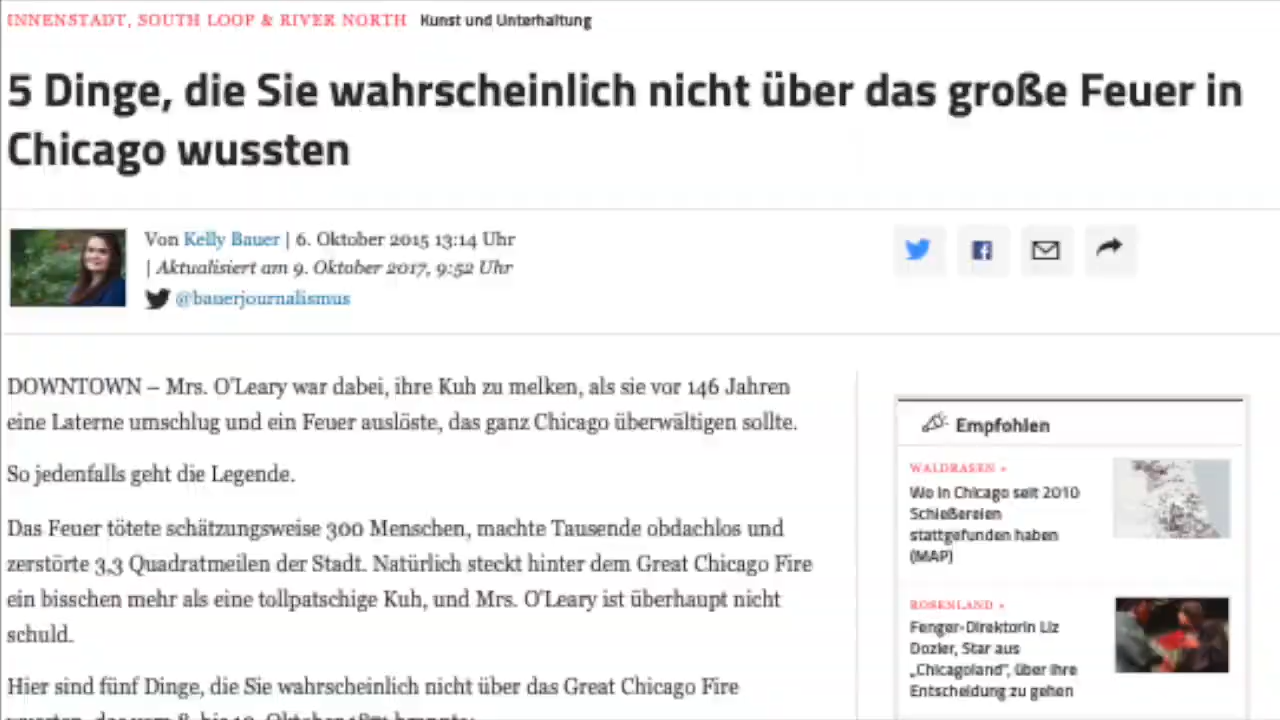 INNENSTADT, SOUTH LOOP & RIVER NORTH Kunst und Unterhaltung
5 Dinge, die Sie wahrscheinlich nicht über das große Feuer in
Chicago wussten
Von Kelly Bauer | 6. Oktober 2015 13:14 Uhr
| Aktualisiert am 9. Oktober 2017, 9:52 Uhr
@bauerjournalismus
DOWNTOWN – Mrs. O'Leary war dabei, ihre Kuh zu melken, als sie vor 146 Jahren
eine Laterne umschlug und ein Feuer auslöste, das ganz Chicago überwältigen sollte.
So jedenfalls geht die Legende.
Das Feuer tötete schätzungsweise 300 Menschen, machte Tausende obdachlos und
zerstörte 3,3 Quadratmeilen der Stadt. Natürlich steckt hinter dem Great Chicago Fire
ein bisschen mehr als eine tollpatschige Kuh, und Mrs. O'Leary ist überhaupt nicht
schuld.
Hier sind fünf Dinge, die Sie wahrscheinlich nicht über das Great Chicago Fire
Empfohlen
WALDRASEN »
Wo in Chicago seit 2010
Schießereien
stattgefunden haben
(MAP)
ROSENLAND »
Fenger-Direktorin Liz
Dozier, Star aus
„Chicagoland", über ihre
Entscheidung zu gehen